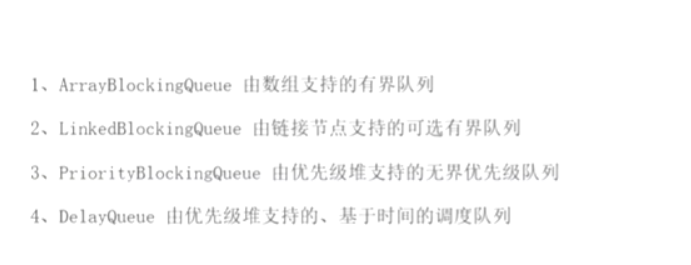 1、ArrayBlockingQueue 由数组支持的有界队列
2、LinkedBlockingQueue 由链接节点支持的可选有界队列
3、PriorityBlockingQueue 由优先级堆支持的无界优先级队列
4、DelayQueue 由优先级堆支持的、基于时间的调度队列